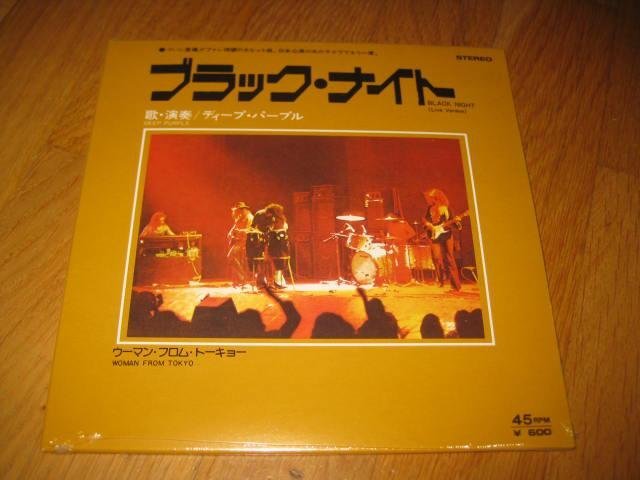 STEREO
ブラック・ナイト
BLACK NIGHT
(Live Version)
歌・演奏/ディープ・パープル
DEEP PURPLE
ウーマン・フロム・トーキョー
WOMAN FROM TOKYO
45 RPM
¥ 600